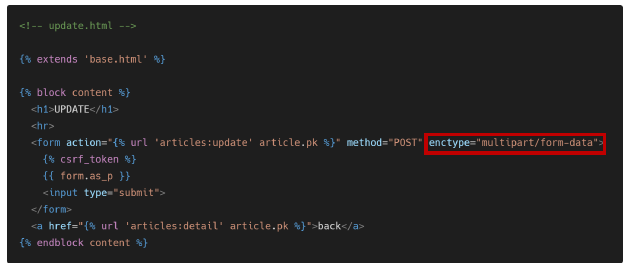 <!-- update.html -->
{% extends 'base.html' %}
{% block content %}
<h1>UPDATE</h1>
<hr>
<form action="{% url 'articles:update' article.pk %}" method="POST" enctype="multipart/form-data">
{% csrf_token %}
{{ form.as_p }}
<input type="submit">
</form>
<a href="{% url 'articles:detail' article.pk %}">back</a>
{% endblock content %}